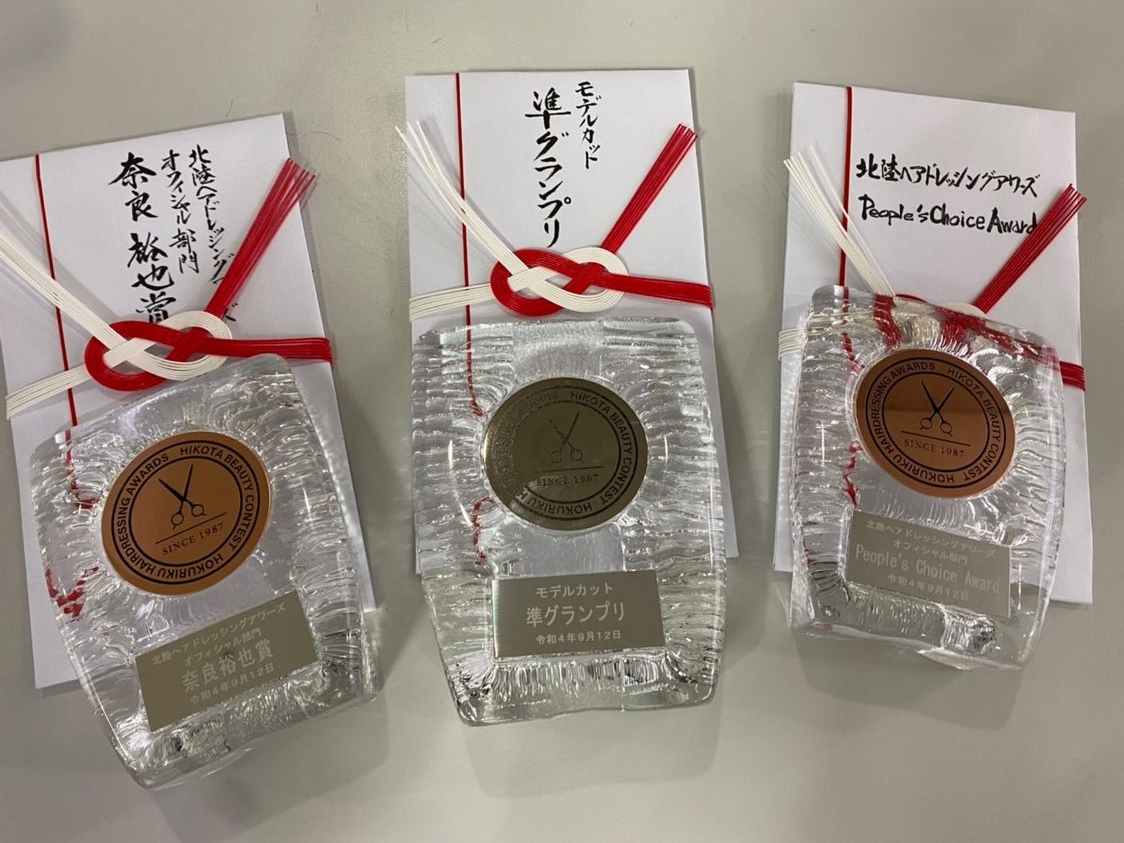 北陸ヘアドレッシングアワーズ
オフィシャル部門
奈良 裕也賞
HOKURIKU HAIRDRESSING AWARDS HIKOTA BEAUTY CONTEST
SINCE 1987
北陸ヘアドレッシングアワーズ
オフィシャル部門
奈良裕也賞
令和4年9月12日
モデルカット
準グランプリ
HOKURIKU HAIRDRESSING AWARDS HIKOTA BEAUTY CONTEST
SINCE 1987
モデルカット
準グランプリ
令和4年9月12日
北陸ヘアドレッシングアワーズ
People's Choice Award
HOKURIKU HAIRDRESSING AWARDS HIKOTA BEAUTY CONTEST
SINCE 1987
北陸ヘアドレッシングアワーズ
オフィシャル部門
People's Choice Award
令和4年9月12日